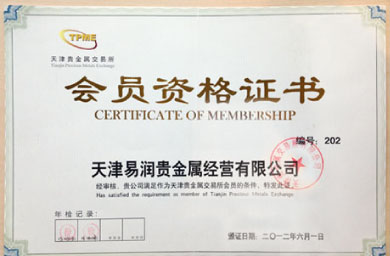 TPME
天津贵金属交易所
Tianjin Precious Metals Exchange
会员资格证书
CERTIFICATE OF MEMBERSHIP
编号: 202
天津易润贵金属经营有限公司
经审核、贵公司满足作为天津贵金属交易所会员的条件，特发此证。
Has satisfied the requirement as member of Tianjin Precious Metals Exchange
年检记录:
颁证日期:二〇一二年六月一日